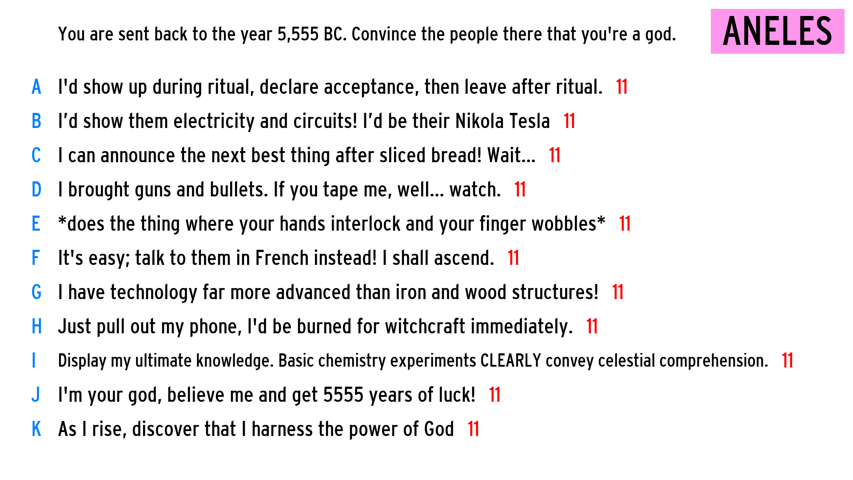 You are sent back to the year 5,555 BC. Convince the people there that you're a god.
ANELES
A I'd show up during ritual, declare acceptance, then leave after ritual. 11
B I’d show them electricity and circuits! I’d be their Nikola Tesla 11
C I can announce the next best thing after sliced bread! Wait... 11
D I brought guns and bullets. If you tape me, well... watch. 11
E *does the thing where your hands interlock and your finger wobbles* 11
F It's easy; talk to them in French instead! I shall ascend. 11
G I have technology far more advanced than iron and wood structures! 11
H Just pull out my phone, I'd be burned for witchcraft immediately. 11
I Display my ultimate knowledge. Basic chemistry experiments CLEARLY convey celestial comprehension. 11
J I'm your god, believe me and get 5555 years of luck! 11
K As I rise, discover that I harness the power of God 11